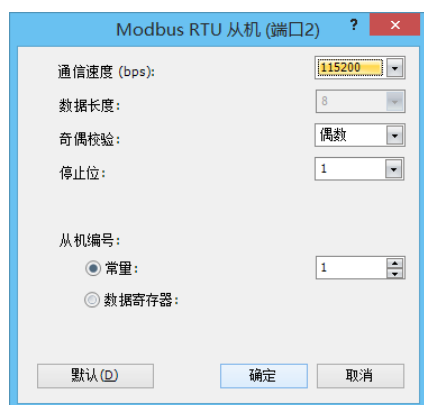 Modbus RTU 从机 (端口2) ? ×
通信速度 (bps): 115200
数据长度: 8
奇偶校验: 偶数
停止位: 1
从机编号:
常量: 1
数据寄存器:
默认(D) 确定 取消